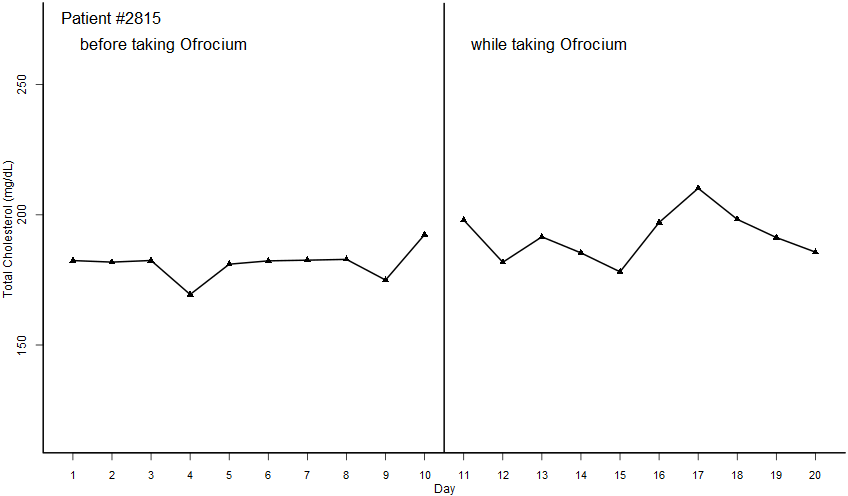 Patient #2815
before taking Ofrocium
while taking Ofrocium
Total Cholesterol (mg/dL)
250
200
150
1 2 3 4 5 6 7 8 9 10 11 12 13 14 15 16 17 18 19 20
Day